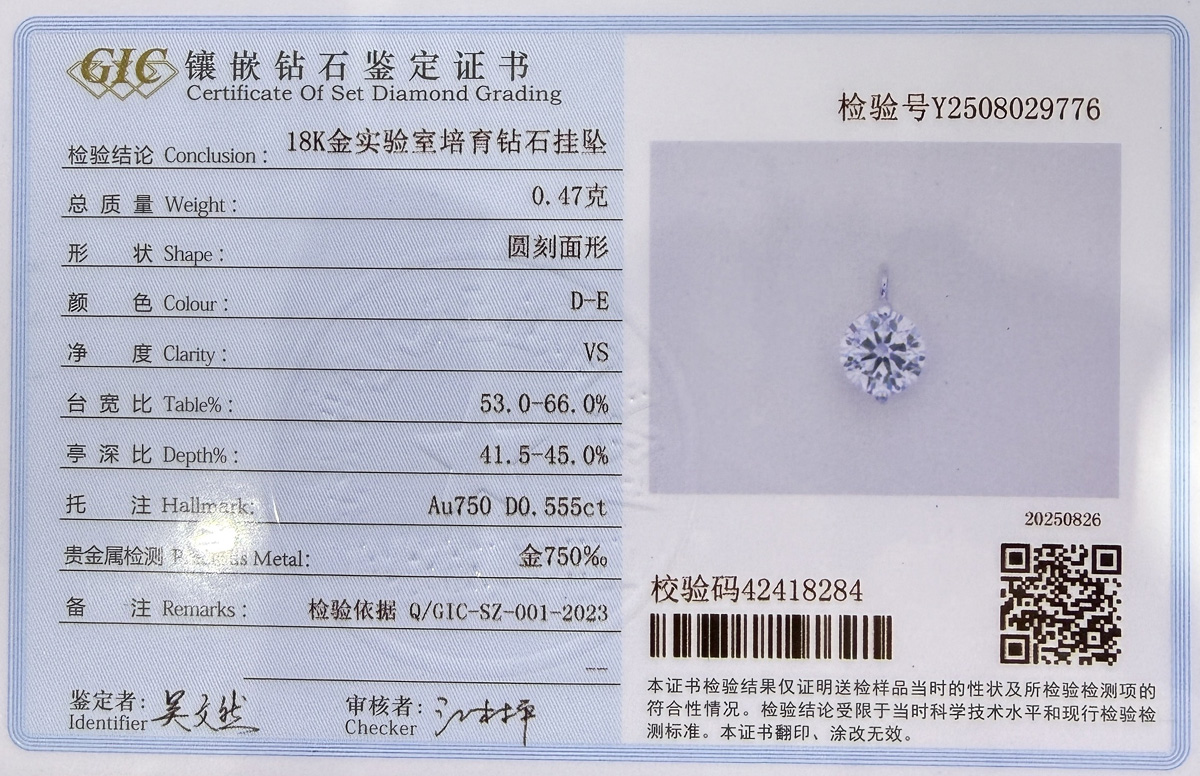 GIC 镶嵌钻石鉴定证书
Certificate Of Set Diamond Grading
检验结论 Conclusion: 18K金实验室培育钻石挂坠
总质量 Weight: 0.47克
形状 Shape: 圆刻面形
颜色 Colour: D-E
净度 Clarity: VS
台宽比 Table%: 53.0-66.0%
亭深比 Depth%: 41.5-45.0%
托注 Hallmark: Au750 D0.555ct
贵金属检测 Metal: 金750‰
备注 Remarks: 检验依据 Q/GIC-SZ-001-2023
--
鉴定者: 吴文然
Identifier
审核者:
Checker
检验号Y2508029776
20250826
校验码42418284
本证书检验结果仅证明送检样品当时的性状及所检验检测项的
符合性情况。检验结论受限于当时科学技术水平和现行检验检
测标准。本证书翻印、涂改无效。